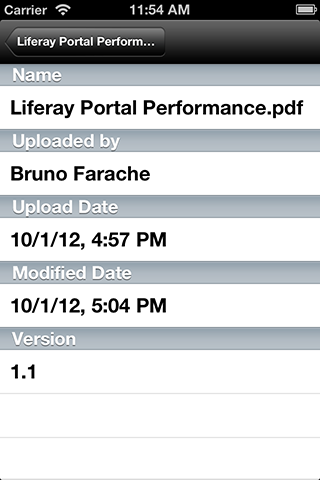 Carrier 11:54 AM
Liferay Portal Perform...
Name
Liferay Portal Performance.pdf
Uploaded by
Bruno Farache
Upload Date
10/1/12, 4:57 PM
Modified Date
10/1/12, 5:04 PM
Version
1.1